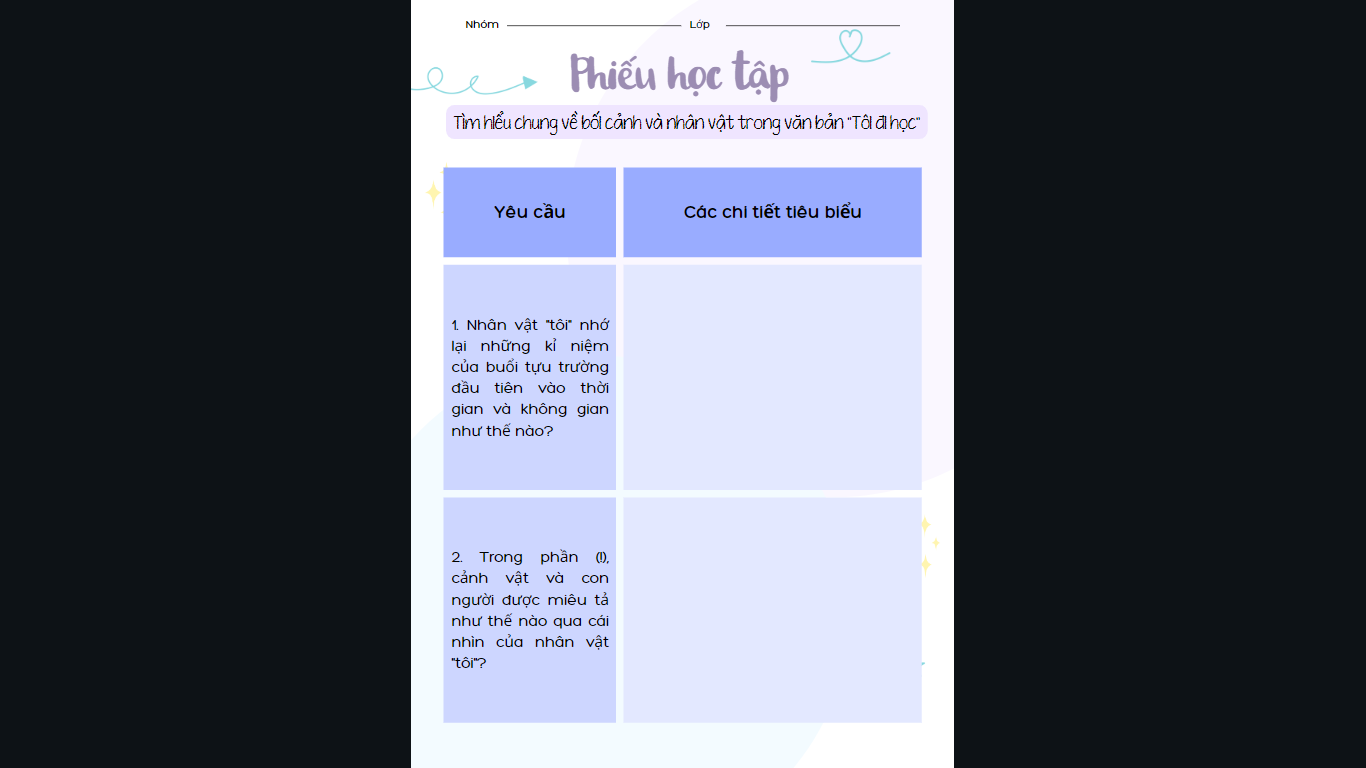 Nhóm Lớp
Phiếu học tập
Tìm hIểu chung về bốI cảnh và nhân vật trong văn bản "TôI đI học"
Yêu cầu
Các chi tiết tiêu biểu
1. Nhân vật "tôi" nhớ
lại những kỉ niệm
của buổi tựu trường
đầu tiên vào thời
gian và không gian
như thế nào?
2. Trong phần (I),
cảnh vật và con
người được miêu tả
như thế nào qua cái
nhìn của nhân vật
"tôi"?